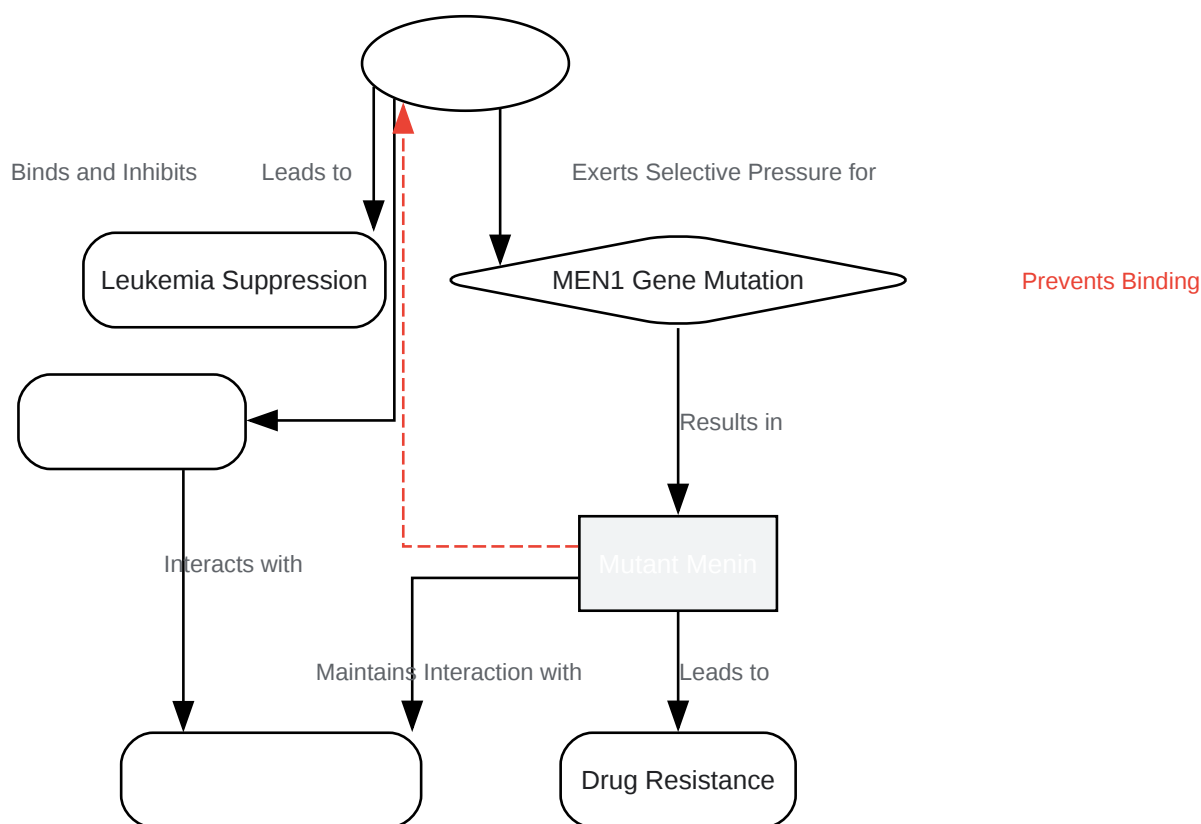 Binds and Inhibits
Leads to
Exerts Selective Pressure for
Leukemia Suppression
MEN1 Gene Mutation
Prevents Binding
Results in
Mutant Menin
Interacts with
Maintains Interaction with
Leads to
Drug Resistance